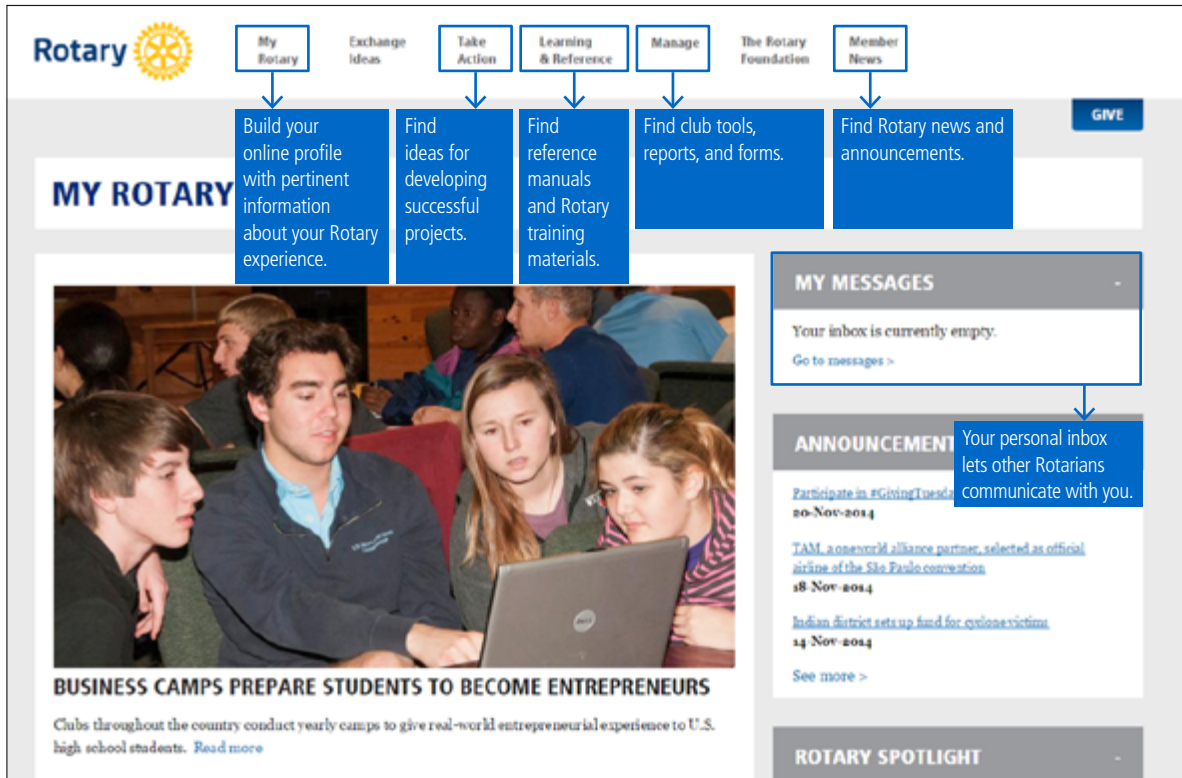 Rotary
My
Rotary
Exchange
Ideas
Take
Action
Learning
& Reference
Manage
The Rotary
Foundation
Member
News
GIVE
Build your
online profile
with pertinent
information
about your Rotary
experience.
Find
ideas for
developing
successful
projects.
Find
reference
manuals
and Rotary
training
materials.
Find club tools,
reports, and forms.
Find Rotary news and
announcements.
MY ROTARY
MY MESSAGES -
Your inbox is currently empty.
Go to messages >
Your personal inbox
lets other Rotarians
communicate with you.
ANNOUNCEMENT
Participate in #GivingTuesda
20-Nov-2014
TAM, a oneworld alliance partner, selected as official
airline of the São Paulo convention
18-Nov-2014
Indian district sets up fund for cyclone victims
14-Nov-2014
See more >
ROTARY SPOTLIGHT -
DELL
BUSINESS CAMPS PREPARE STUDENTS TO BECOME ENTREPRENEURS
Clubs throughout the country conduct yearly camps to give real-world entrepreneurial experience to U.S.
high school students. Read more